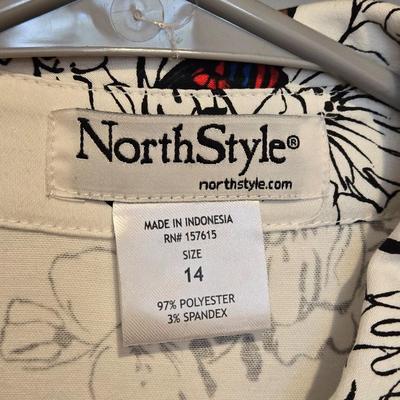 NorthStyle®
northstyle.com
MADE IN INDONESIA
RN# 157615
SIZE
14
97% POLYESTER
3% SPANDEX